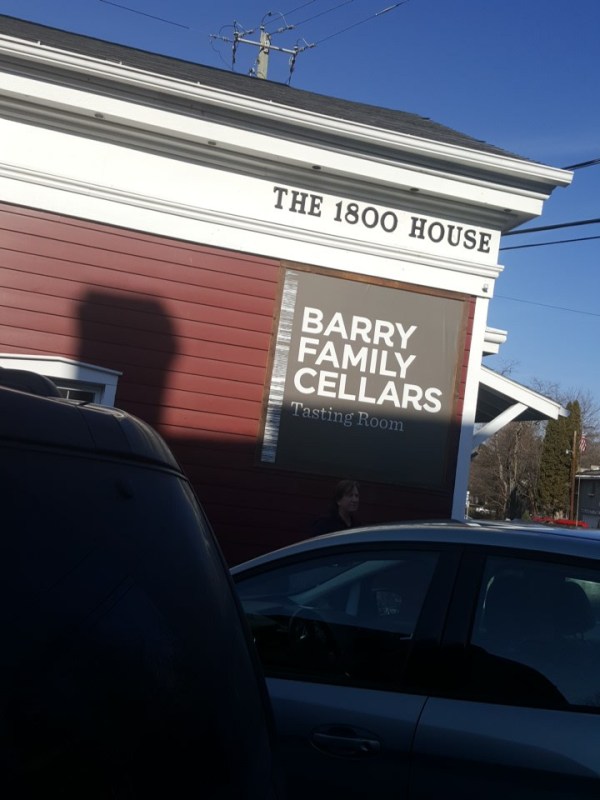 THE 1800 HOUSE
BARRY
FAMILY
CELLARS
Tasting Room